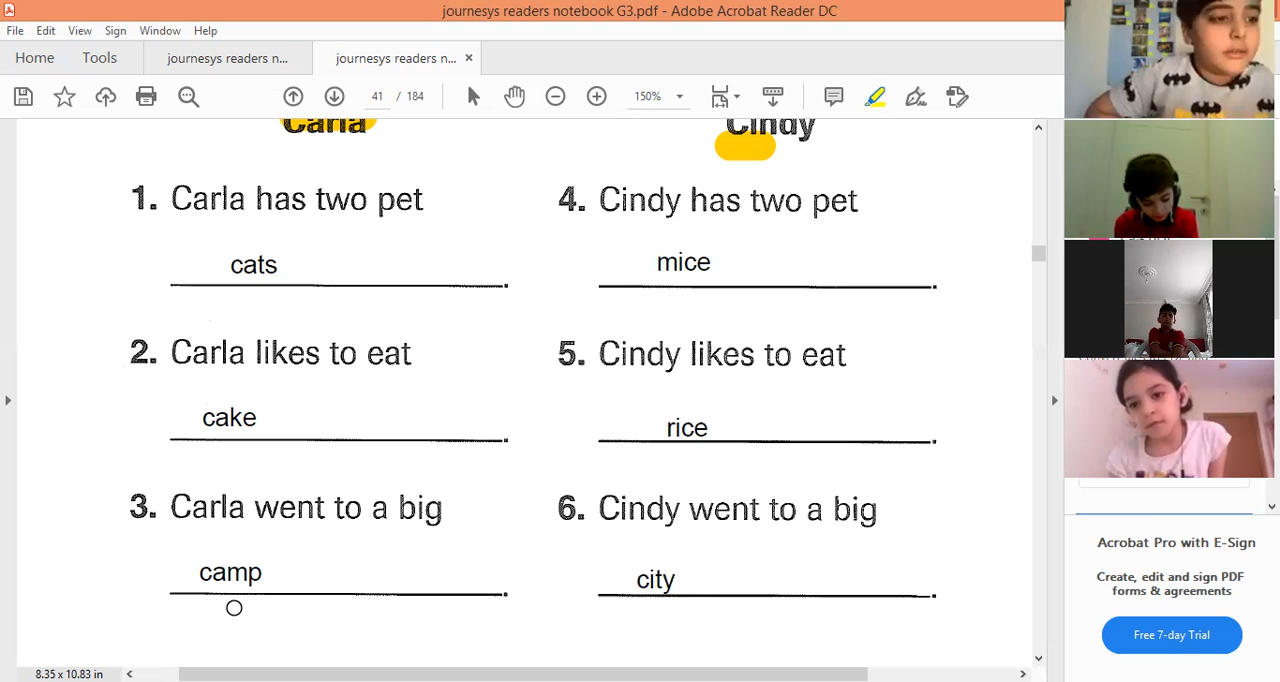 journesys readers notebook G3.pdf - Adobe Acrobat Reader DC
File Edit View Sign Window Help
Home Tools journesys readers n... journesys readers n... ×
41 / 184 150%
Carla
Cindy
1. Carla has two pet
cats
.
2. Carla likes to eat
cake
.
3. Carla went to a big
camp
.
4. Cindy has two pet
mice
.
5. Cindy likes to eat
rice
.
6. Cindy went to a big
city
.
Acrobat Pro with E-Sign
Create, edit and sign PDF
forms & agreements
Free 7-day Trial
8.35 x 10.83 in